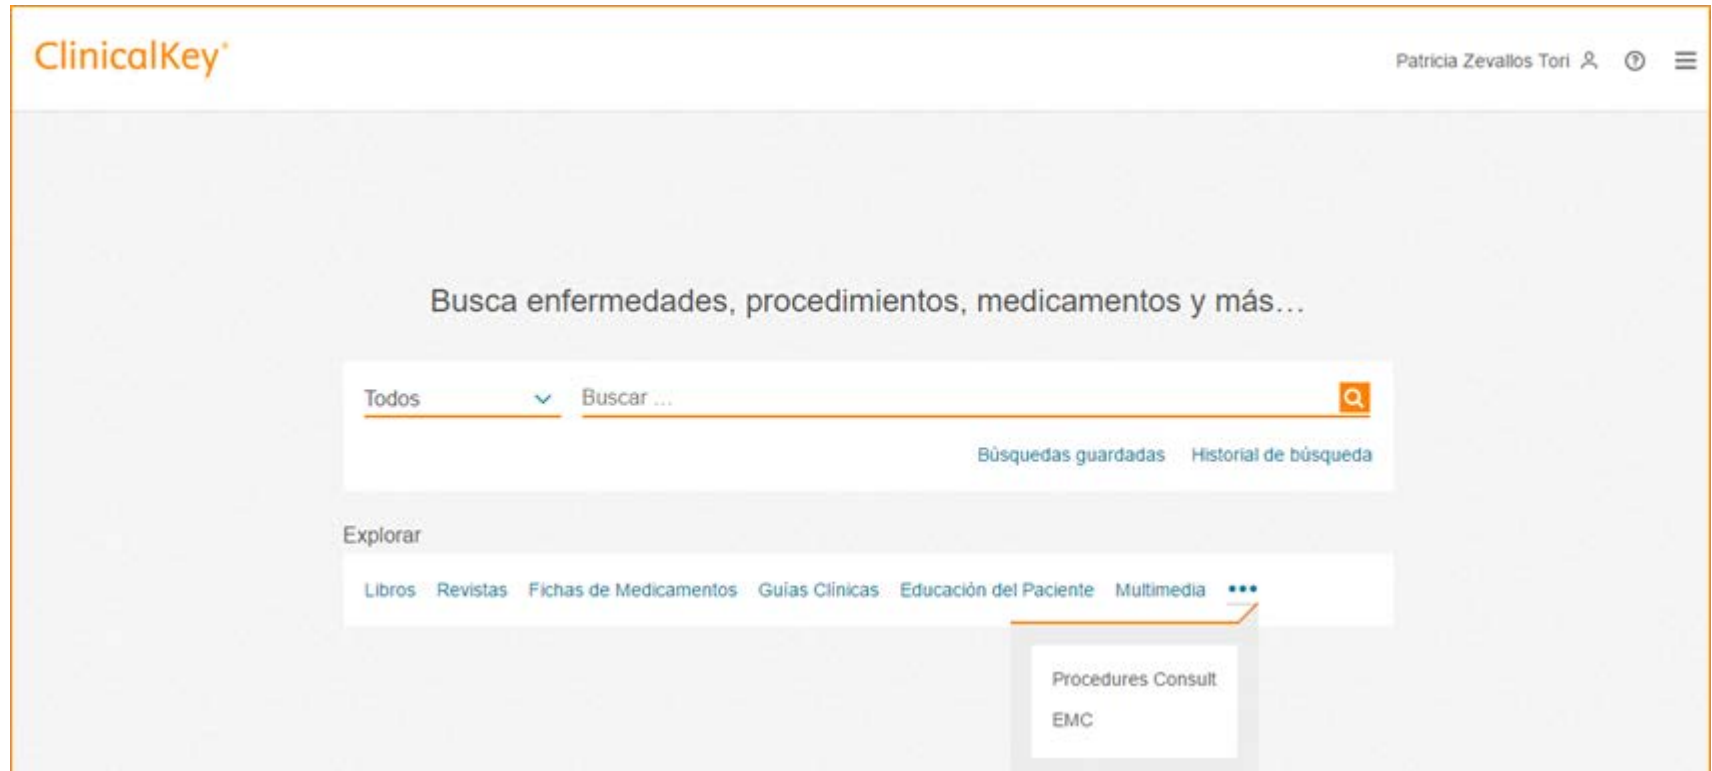 ClinicalKey®
Patricia Zevallos Tori
Busca enfermedades, procedimientos, medicamentos y más…
Todos
Buscar ...
Búsquedas guardadas Historial de búsqueda
Explorar
Libros Revistas Fichas de Medicamentos Guías Clínicas Educación del Paciente Multimedia •••
Procedures Consult
EMC